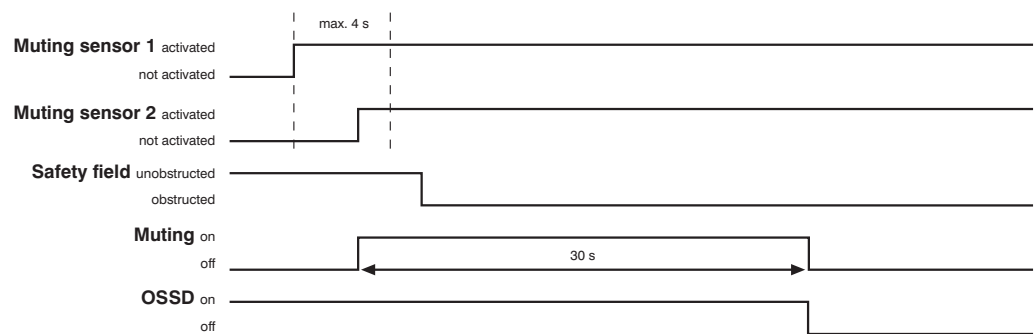 max. 4 s
Muting sensor 1 activated
not activated
Muting sensor 2 activated
not activated
Safety field unobstructed
obstructed
Muting on
off
30 s
OSSD on
off